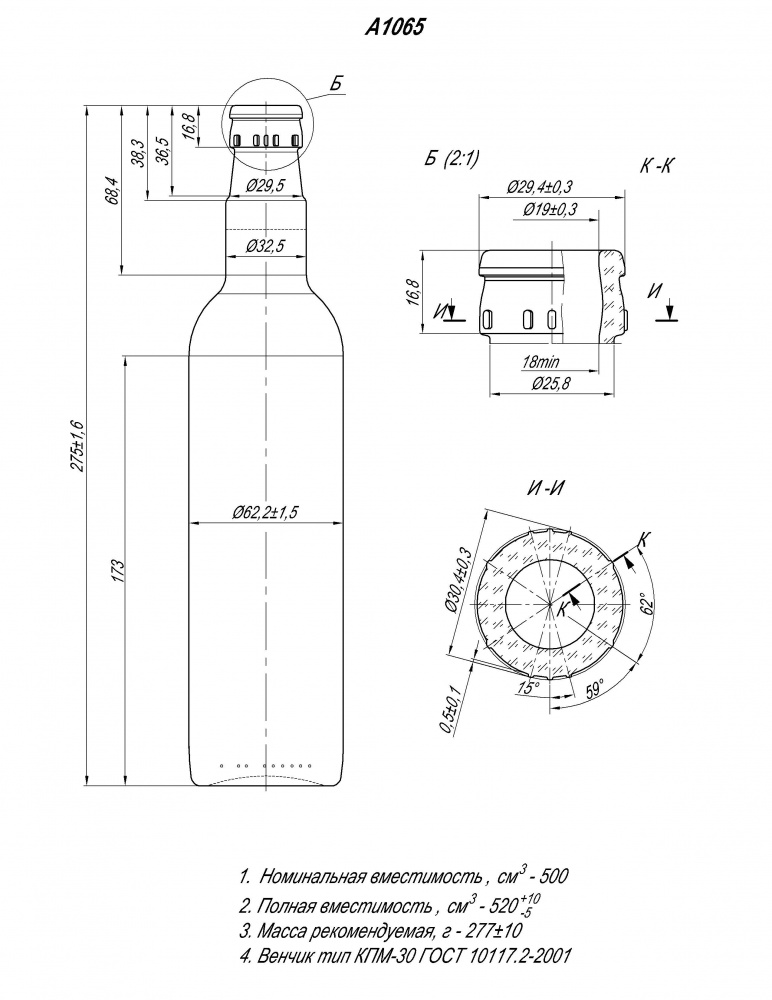 A1065
Б
16,8
36,5
38,3
68,4
Ø29,5
Ø32,5
275±1,6
173
Ø62,2±1,5
Б (2:1)
К -К
Ø29,4±0,3
Ø19±0,3
16,8
И
И
18min
Ø25,8
И -И
К
К
Ø30,4±0,3
62°
59°
15°
0,5±0,1
1. Номинальная вместимость , см³ - 500
2. Полная вместимость , см³ - 520 +10 -5
3. Масса рекомендуемая, г - 277±10
4. Венчик тип КПМ-30 ГОСТ 10117.2-2001